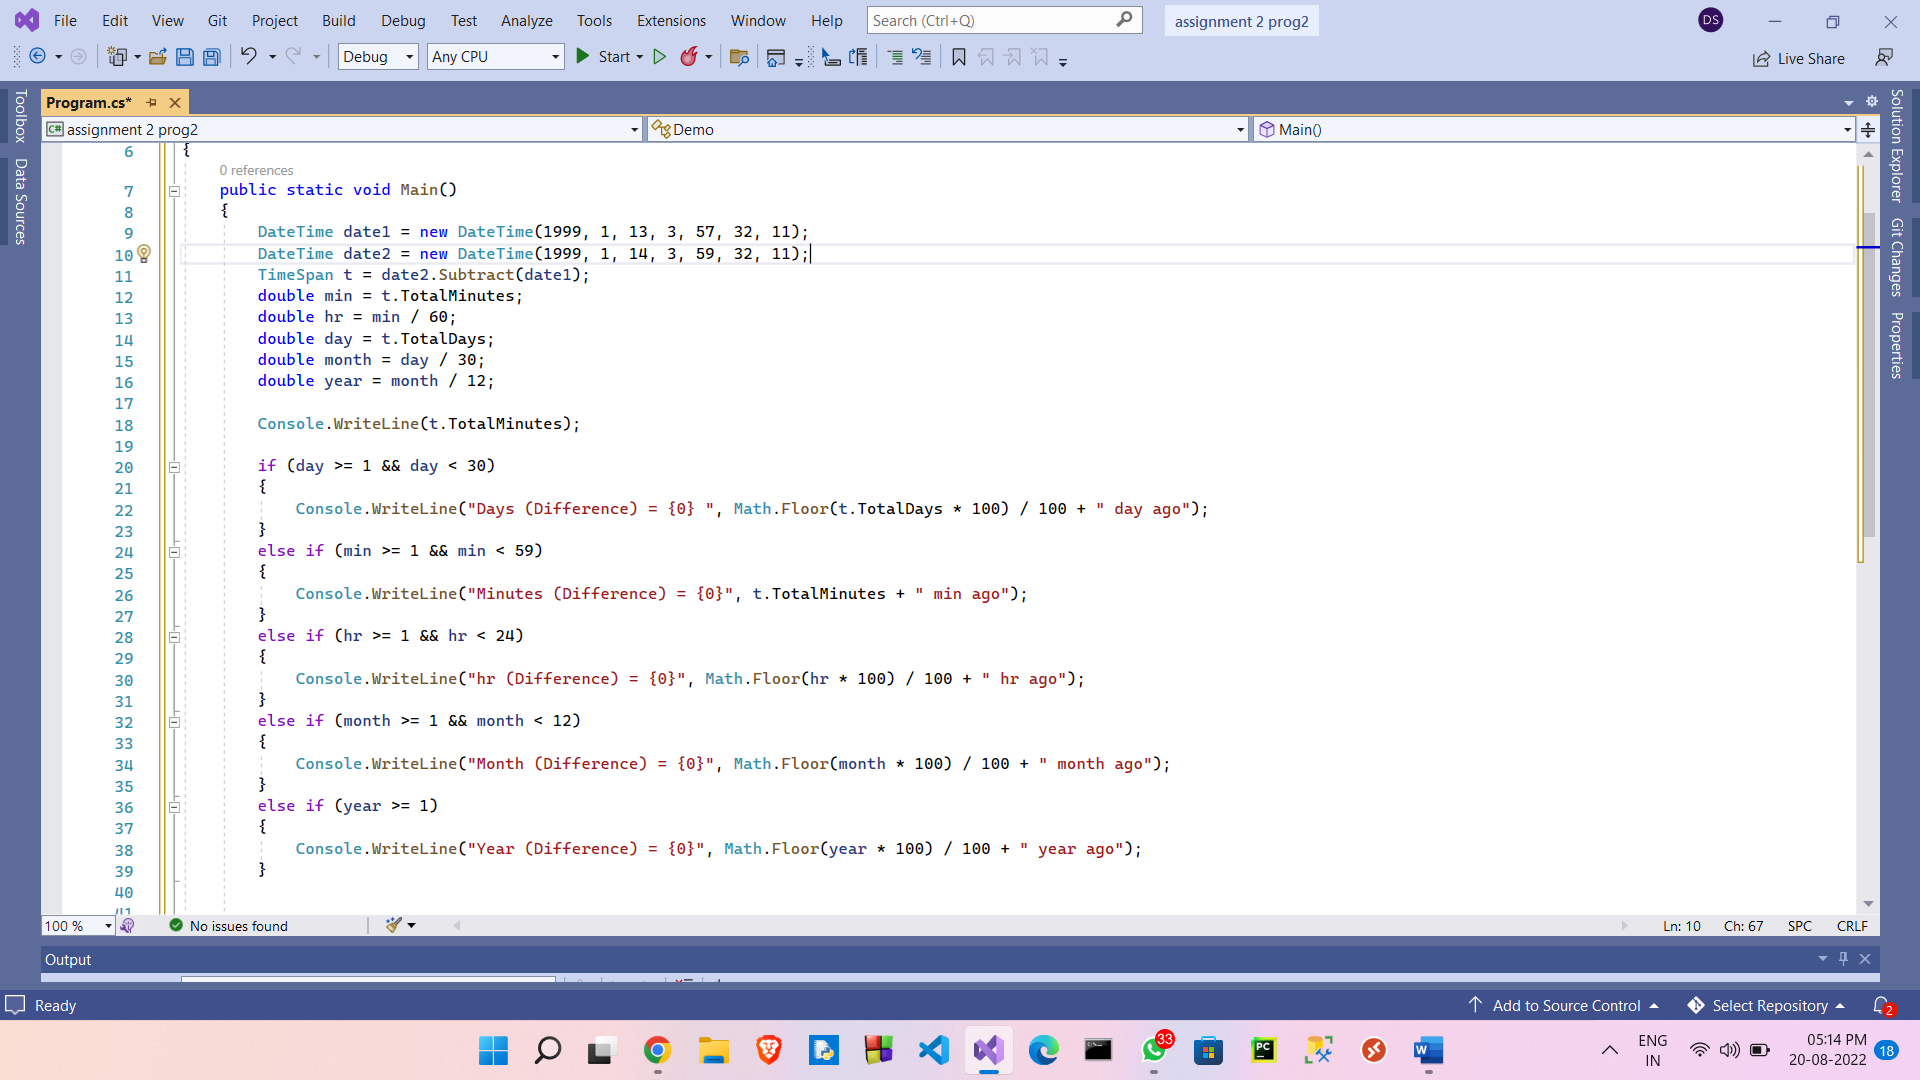 File Edit View Git Project Build Debug Test Analyze Tools Extensions Window Help Search (Ctrl+Q) assignment 2 prog2 DS
Debug Any CPU Start Live Share
Program.cs*
assignment 2 prog2 Demo Main()
Toolbox
Data Sources
Solution Explorer
Git Changes
Properties
6 {
0 references
7 public static void Main()
8 {
9 DateTime date1 = new DateTime(1999, 1, 13, 3, 57, 32, 11);
10 DateTime date2 = new DateTime(1999, 1, 14, 3, 59, 32, 11);
11 TimeSpan t = date2.Subtract(date1);
12 double min = t.TotalMinutes;
13 double hr = min / 60;
14 double day = t.TotalDays;
15 double month = day / 30;
16 double year = month / 12;
17
18 Console.WriteLine(t.TotalMinutes);
19
20 if (day >= 1 && day < 30)
21 {
22 Console.WriteLine("Days (Difference) = {0} ", Math.Floor(t.TotalDays * 100) / 100 + " day ago");
23 }
24 else if (min >= 1 && min < 59)
25 {
26 Console.WriteLine("Minutes (Difference) = {0}", t.TotalMinutes + " min ago");
27 }
28 else if (hr >= 1 && hr < 24)
29 {
30 Console.WriteLine("hr (Difference) = {0}", Math.Floor(hr * 100) / 100 + " hr ago");
31 }
32 else if (month >= 1 && month < 12)
33 {
34 Console.WriteLine("Month (Difference) = {0}", Math.Floor(month * 100) / 100 + " month ago");
35 }
36 else if (year >= 1)
37 {
38 Console.WriteLine("Year (Difference) = {0}", Math.Floor(year * 100) / 100 + " year ago");
39 }
40
41
100 % No issues found Ln: 10 Ch: 67 SPC CRLF
Output
Ready Add to Source Control Select Repository 2
33 PC W ENG 05:14 PM
IN 20-08-2022 18